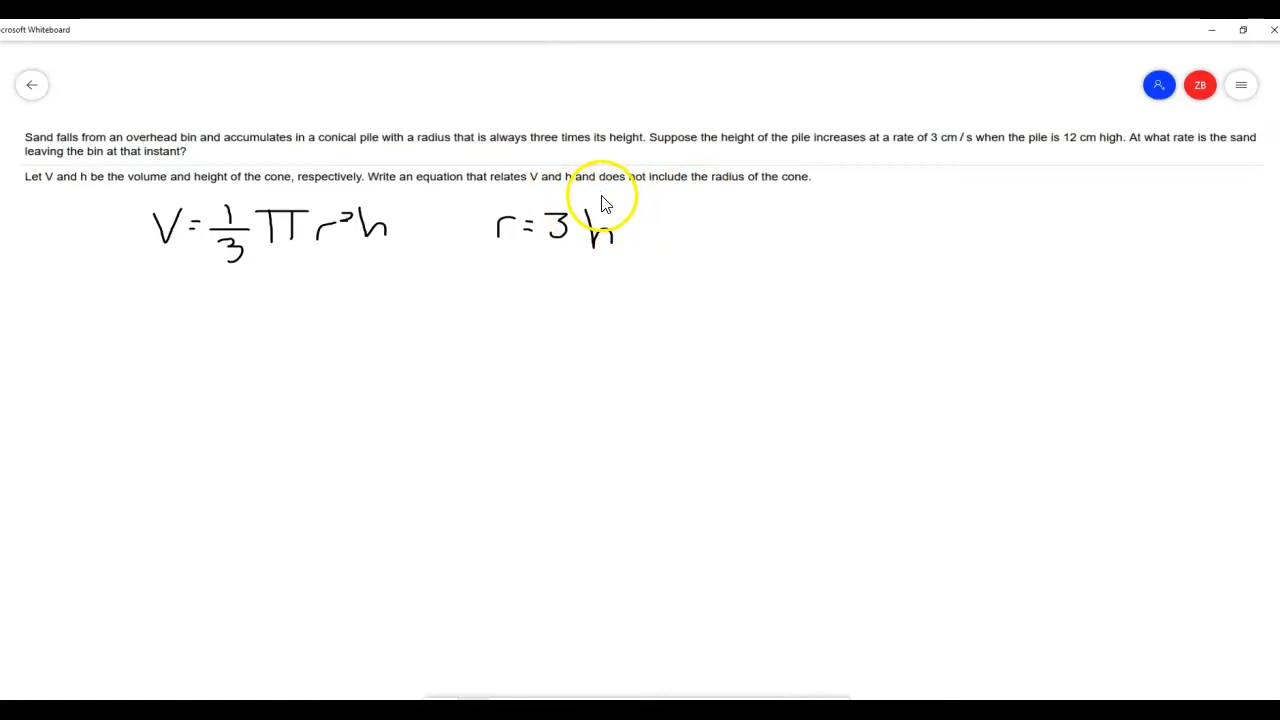 crosoft Whiteboard
ZB
Sand falls from an overhead bin and accumulates in a conical pile with a radius that is always three times its height. Suppose the height of the pile increases at a rate of 3 cm / s when the pile is 12 cm high. At what rate is the sand
leaving the bin at that instant?
Let V and h be the volume and height of the cone, respectively. Write an equation that relates V and h and does not include the radius of the cone.
V = 1/3 π r²h r = 3 h